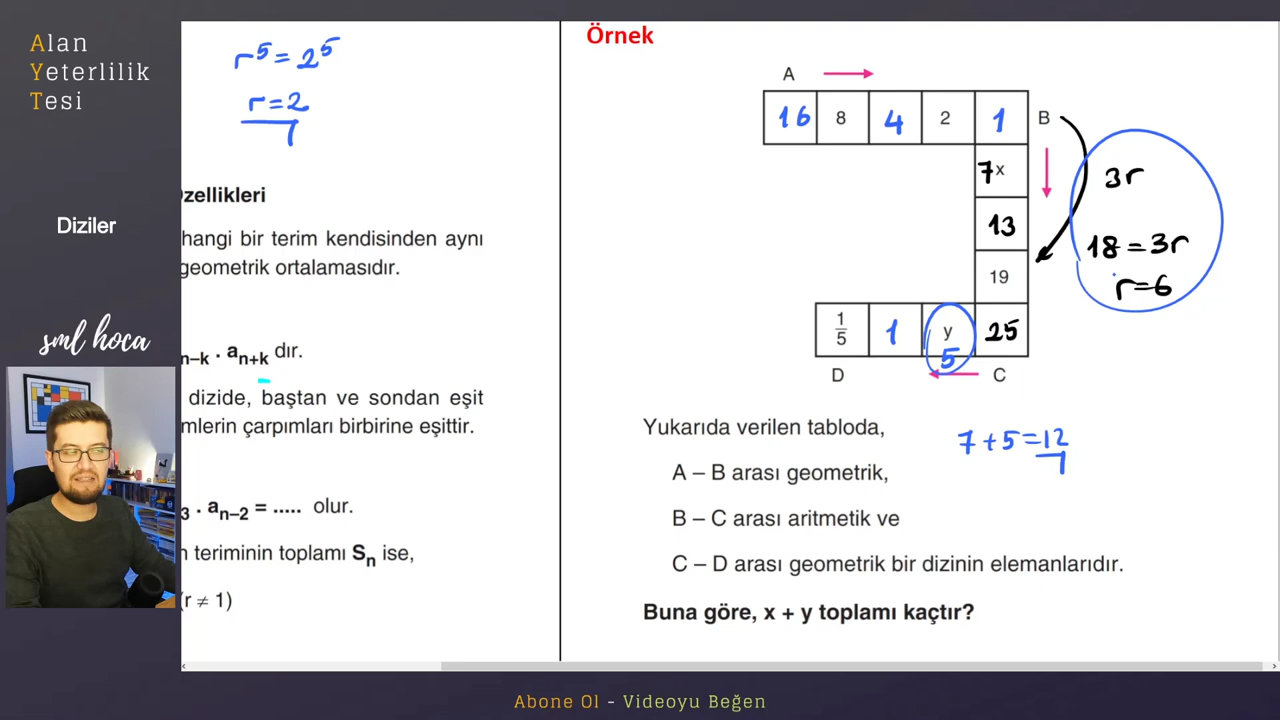 Alan
Yeterlilik
Tesi
Diziler
sml hoca
r⁵ = 2⁵
r = 2
Özellikleri
hangi bir terim kendisinden aynı
geometrik ortalamasıdır.
n–k . aₙ₊ₖ dır.
dizide, baştan ve sondan eşit
mlerin çarpımları birbirine eşittir.
3 . aₙ₋₂ = ..... olur.
n teriminin toplamı Sₙ ise,
(r ≠ 1)
Örnek
A
16 8 4 2 1 B
7 x
13
19
1/5 1 y 25
5
D C
3r
18 = 3r
r = 6
Yukarıda verilen tabloda,
7 + 5 = 12
A – B arası geometrik,
B – C arası aritmetik ve
C – D arası geometrik bir dizinin elemanlarıdır.
Buna göre, x + y toplamı kaçtır?
Abone Ol - Videoyu Beğen